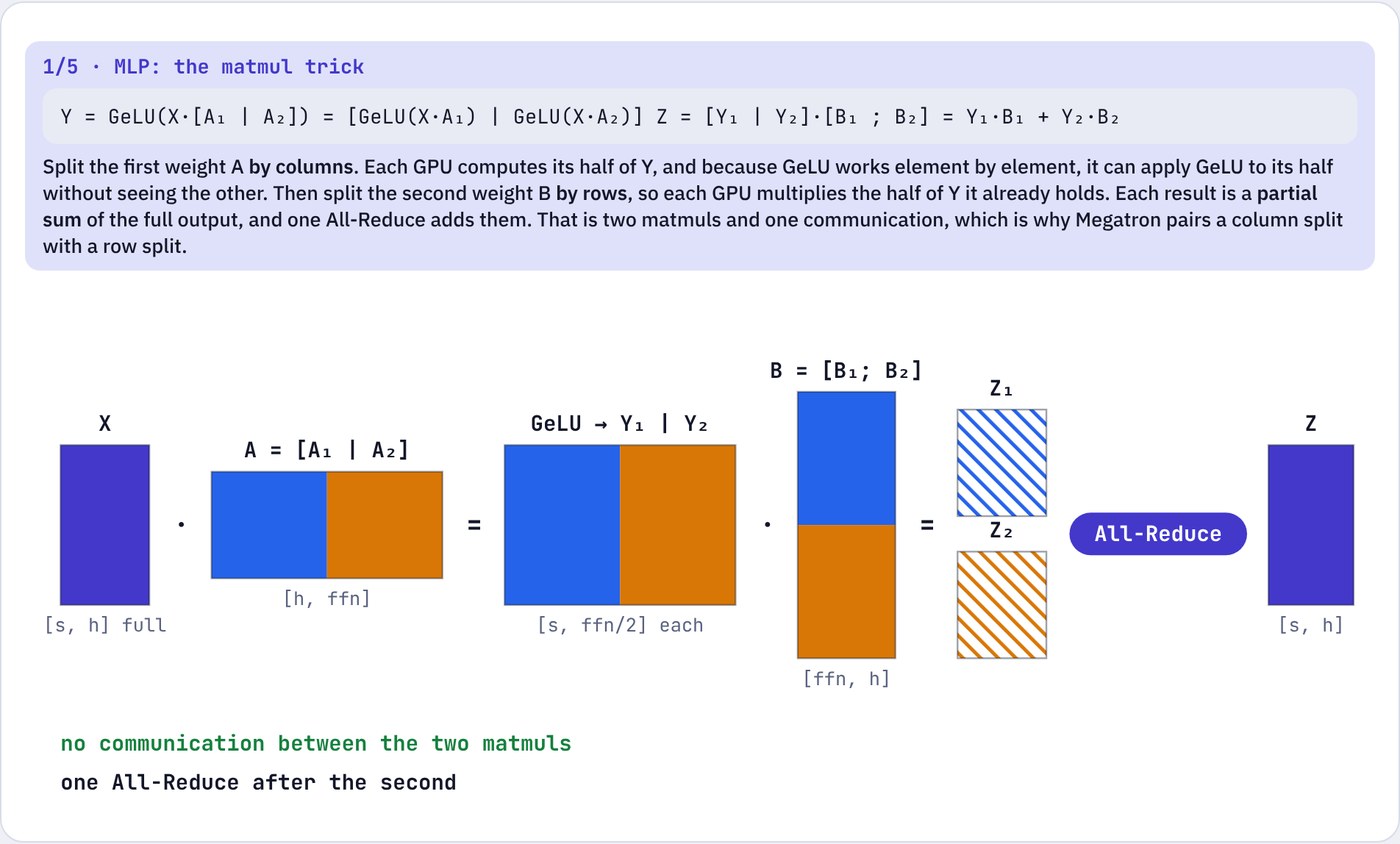 1/5 · MLP: the matmul trick
Y = GeLU(X·[A₁ | A₂]) = [GeLU(X·A₁) | GeLU(X·A₂)] Z = [Y₁ | Y₂]·[B₁ ; B₂] = Y₁·B₁ + Y₂·B₂
Split the first weight A by columns. Each GPU computes its half of Y, and because GeLU works element by element, it can apply GeLU to its half
without seeing the other. Then split the second weight B by rows, so each GPU multiplies the half of Y it already holds. Each result is a partial
sum of the full output, and one All-Reduce adds them. That is two matmuls and one communication, which is why Megatron pairs a column split
with a row split.
X
[s, h] full
·
A = [A₁ | A₂]
[h, ffn]
=
GeLU → Y₁ | Y₂
[s, ffn/2] each
·
B = [B₁; B₂]
[ffn, h]
=
Z₁
Z₂
All-Reduce
Z
[s, h]
no communication between the two matmuls
one All-Reduce after the second